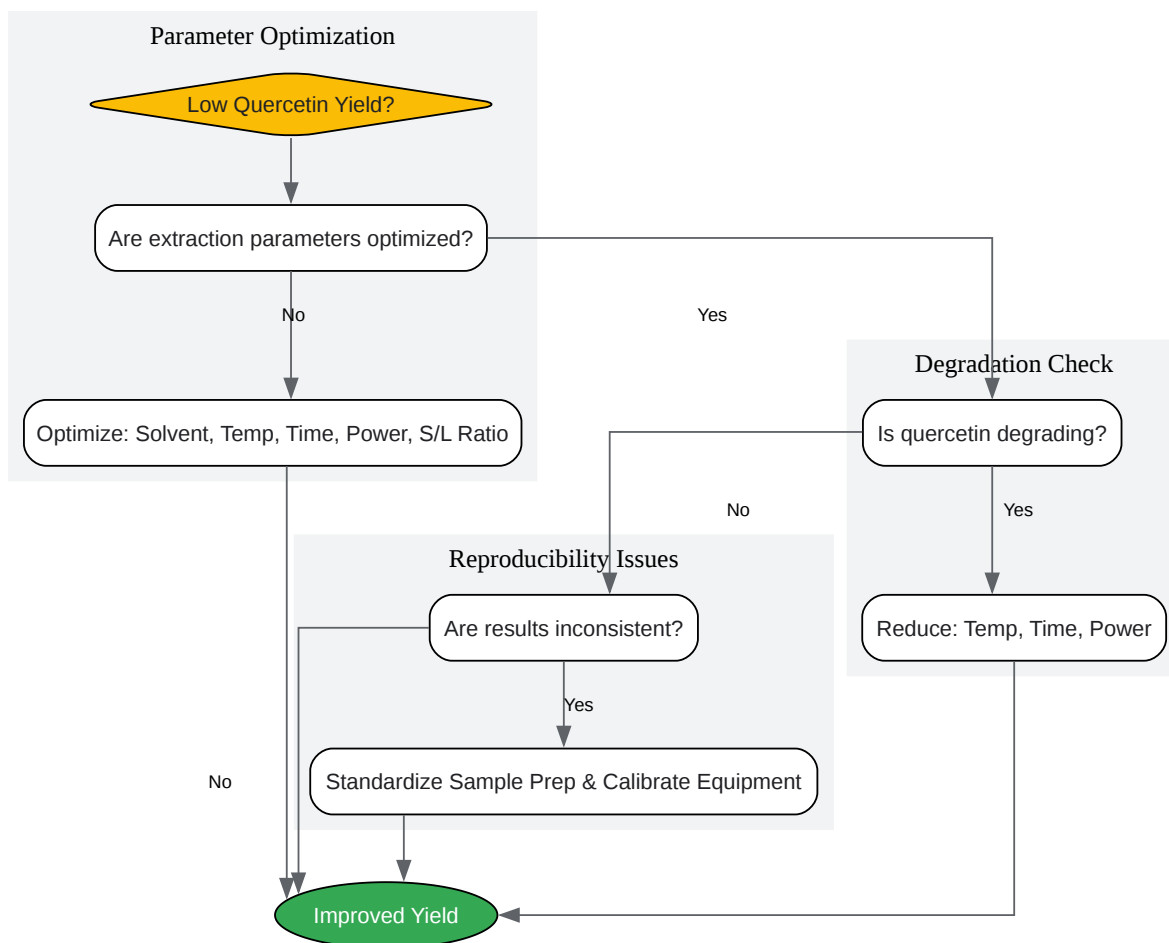 Parameter Optimization
Low Quercetin Yield?
Are extraction parameters optimized?
No
Yes
Degradation Check
Optimize: Solvent, Temp, Time, Power, S/L Ratio
Is quercetin degrading?
No
Yes
Reproducibility Issues
Are results inconsistent?
Reduce: Temp, Time, Power
Yes
No
Standardize Sample Prep & Calibrate Equipment
Improved Yield